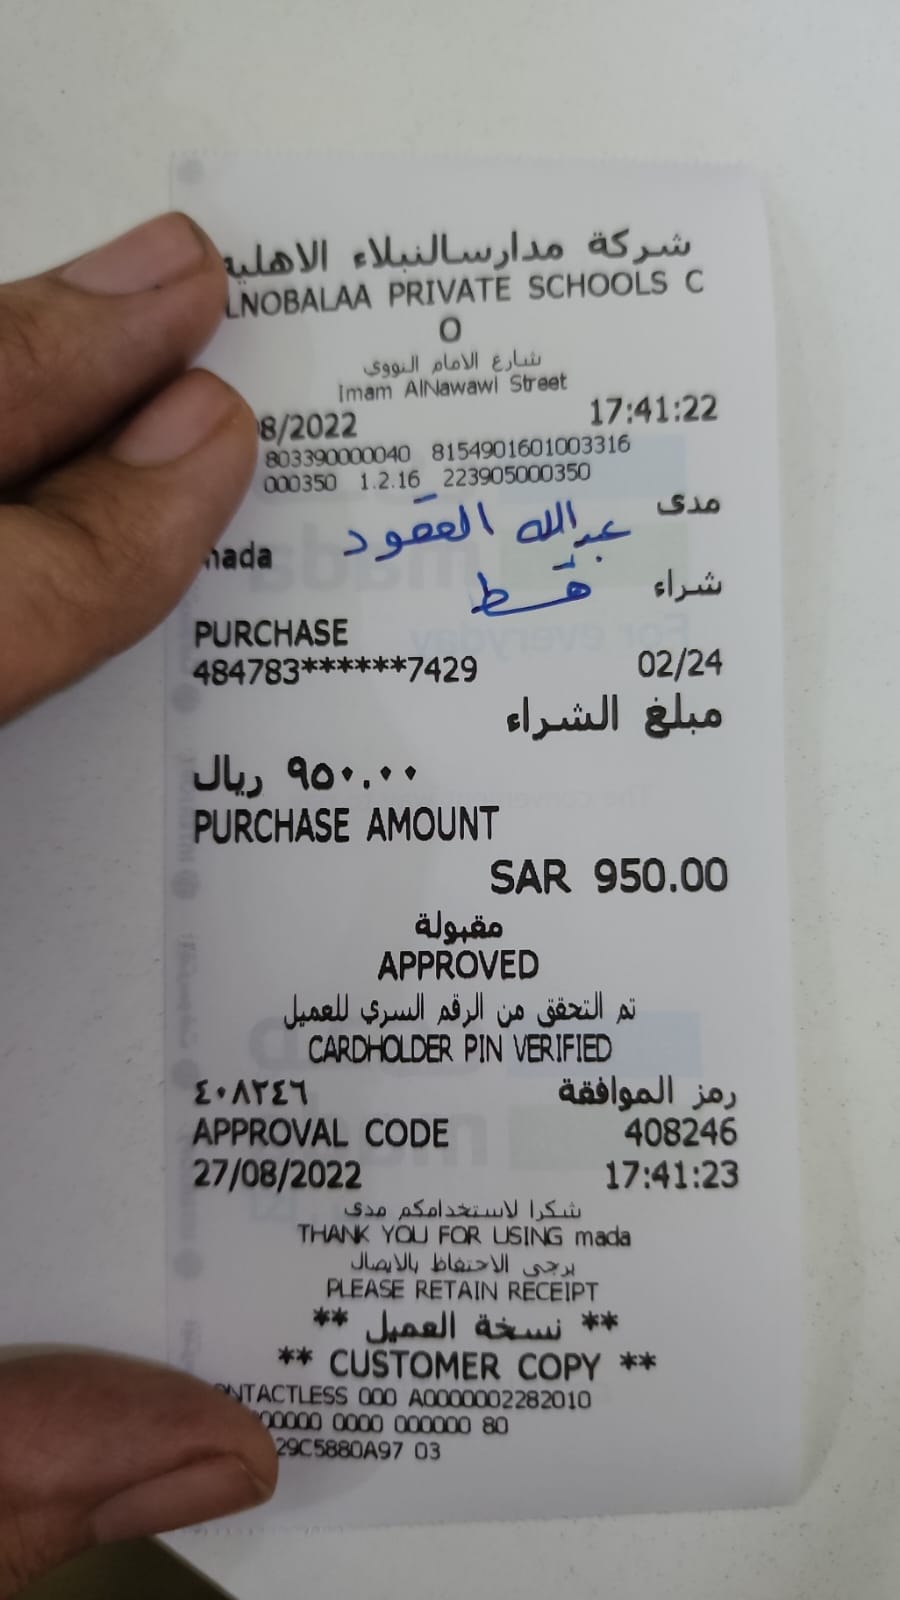 شركة مدارسالنبلاء الاهلية
LNOBALAA PRIVATE SCHOOLS C
O
شارع الامام النووي
Imam AlNawawi Street
8/2022 17:41:22
803390000040 8154901601003316
000350 1.2.16 223905000350
مدى
عبدالله العقود
mada
قسط
شراء
PURCHASE
484783******7429 02/24
مبلغ الشراء
٩٥٠.٠٠ ريال
PURCHASE AMOUNT
SAR 950.00
مقبولة
APPROVED
تم التحقق من الرقم السري للعميل
CARDHOLDER PIN VERIFIED
رمز الموافقة ٤٠٨٢٤٦
APPROVAL CODE 408246
27/08/2022 17:41:23
شكرا لاستخدامكم مدى
THANK YOU FOR USING mada
يرجى الاحتفاظ بالايصال
PLEASE RETAIN RECEIPT
** نسخة العميل **
** CUSTOMER COPY **
ONTACTLESS 000 A0000002282010
00000 0000 000000 80
29C5880A97 03